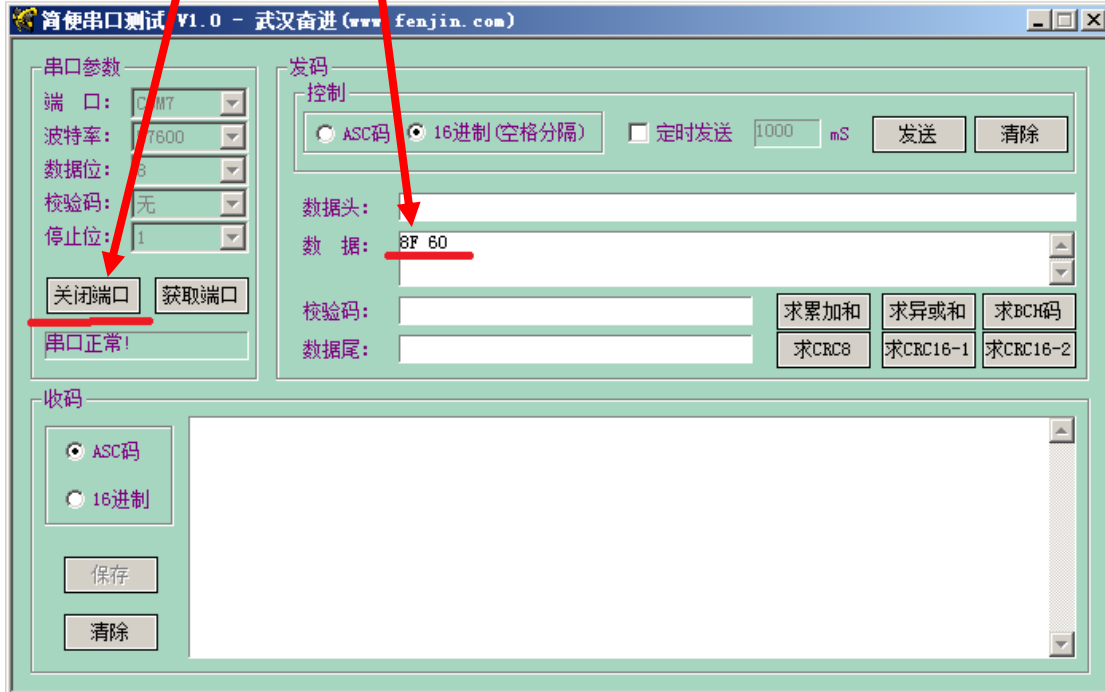 简便串口测试 V1.0 - 武汉奋进(www.fenjin.com)
串口参数
端 口: COM7
波特率: 57600
数据位: 8
校验码: 无
停止位: 1
关闭端口 获取端口
串口正常!
发码
控制
ASC码 16进制(空格分隔) 定时发送 1000 mS 发送 清除
数据头:
数 据: 8F 60
校验码: 求累加和 求异或和 求BCH码
数据尾: 求CRC8 求CRC16-1 求CRC16-2
收码
ASC码
16进制
保存
清除